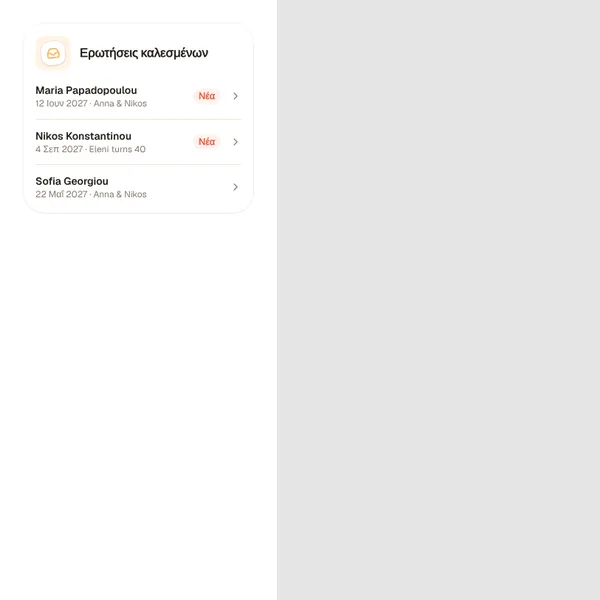 Ερωτήσεις καλεσμένων
Maria Papadopoulou
12 Ιουν 2027 · Anna & Nikos
Νέα
Nikos Konstantinou
4 Σεπ 2027 · Eleni turns 40
Νέα
Sofia Georgiou
22 Μαΐ 2027 · Anna & Nikos